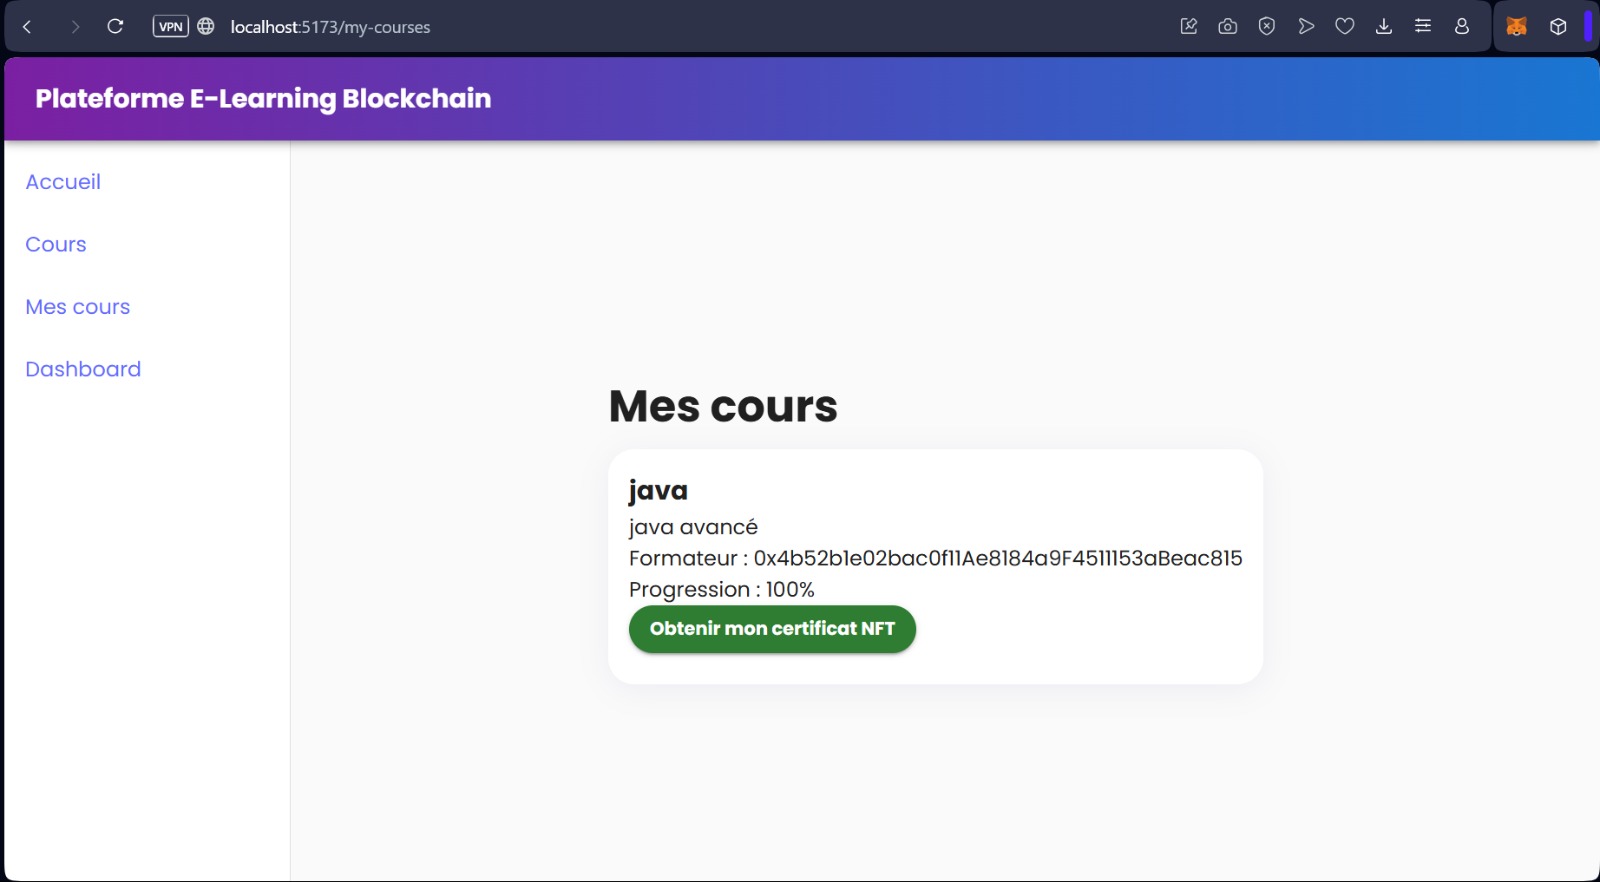 VPN
localhost:5173/my-courses
Plateforme E-Learning Blockchain
Accueil
Cours
Mes cours
Dashboard
Mes cours
java
java avancé
Formateur : 0x4b52b1e02bac0f11Ae8184a9F4511153aBeac815
Progression : 100%
Obtenir mon certificat NFT